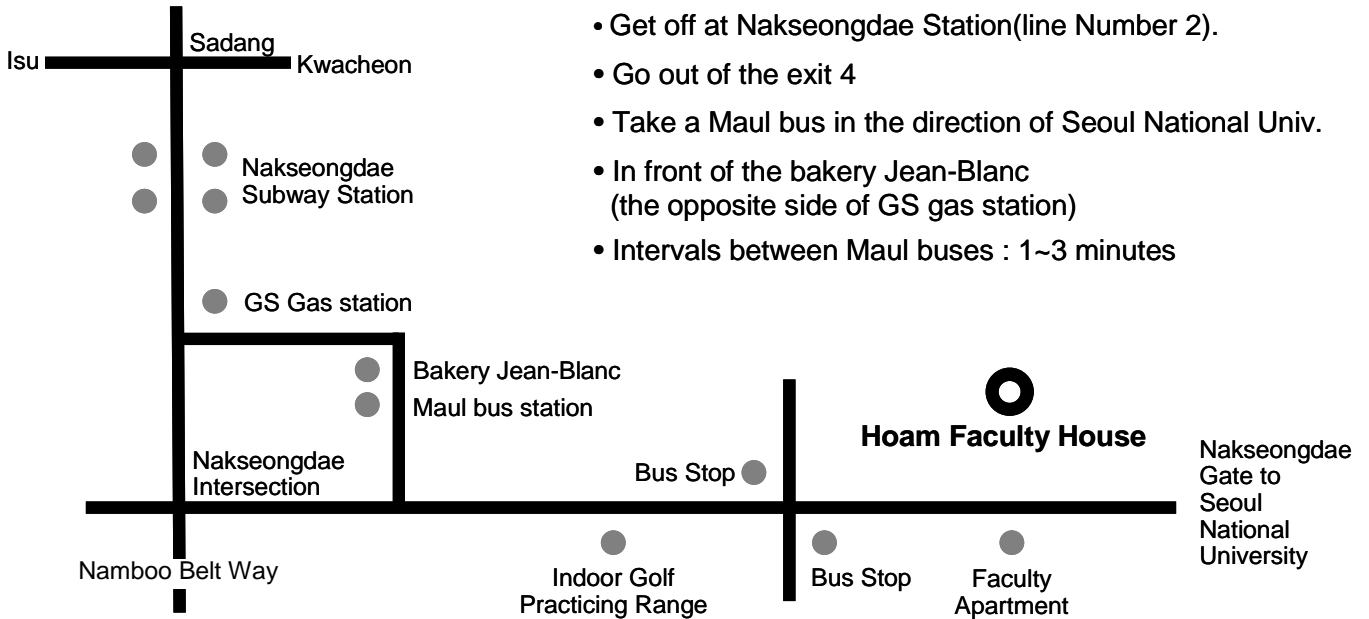 • Get off at Nakseongdae Station(line Number 2).
• Go out of the exit 4
• Take a Maul bus in the direction of Seoul National Univ.
• In front of the bakery Jean-Blanc
(the opposite side of GS gas station)
• Intervals between Maul buses : 1~3 minutes
Sadang
Isu
Kwacheon
Nakseongdae
Subway Station
GS Gas station
Bakery Jean-Blanc
Maul bus station
Hoam Faculty House
Nakseongdae
Intersection
Bus Stop
Nakseongdae
Gate to
Seoul
National
University
Namboo Belt Way
Indoor Golf
Practicing Range
Bus Stop
Faculty
Apartment